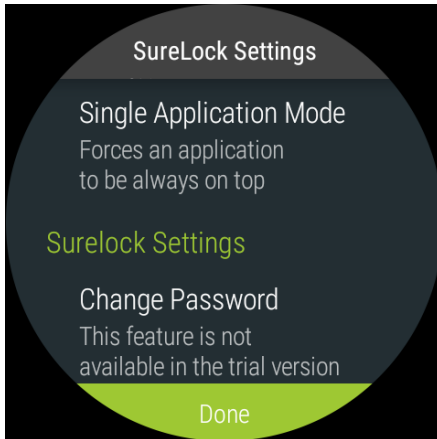 SureLock Settings
Single Application Mode
Forces an application
to be always on top
Surelock Settings
Change Password
This feature is not
available in the trial version
Done